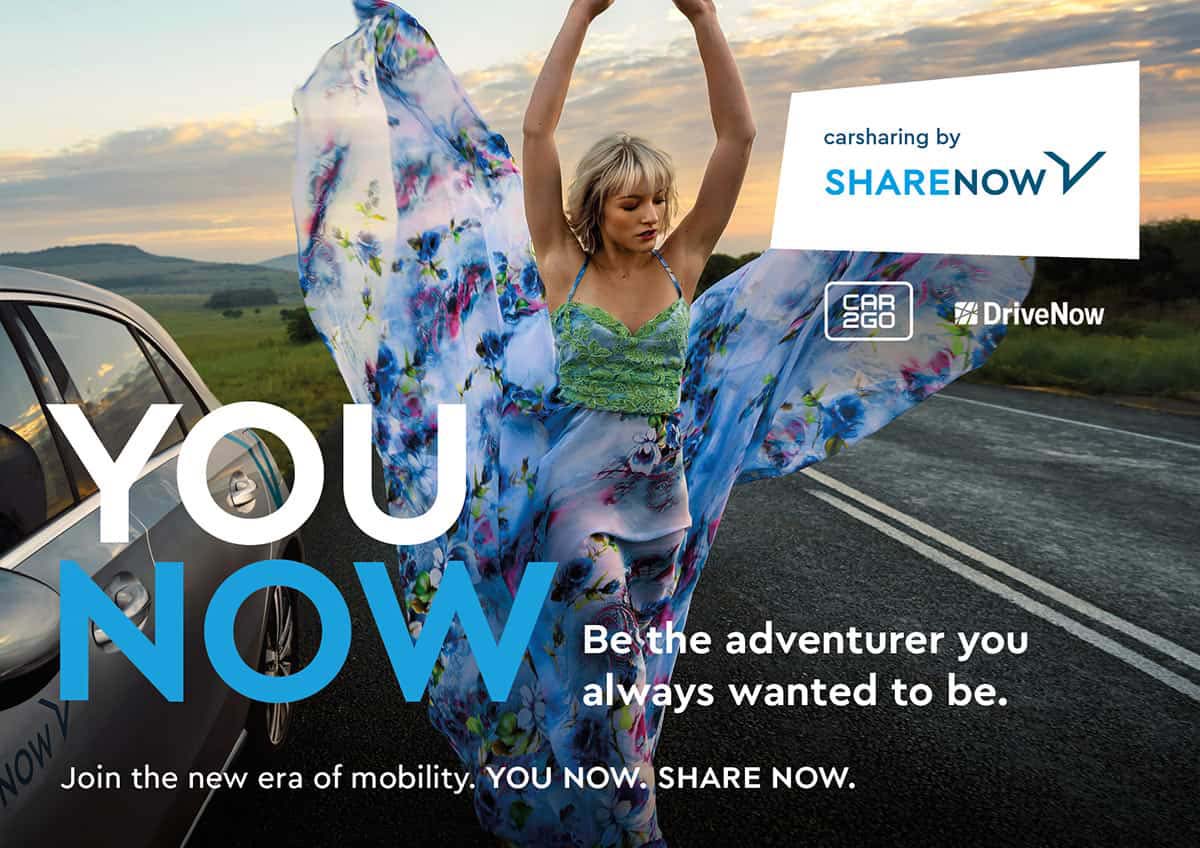 carsharing by
SHARENOW
CAR
2GO
DriveNow
YOU
NOW
Be the adventurer you
always wanted to be.
NOW
Join the new era of mobility. YOU NOW. SHARE NOW.